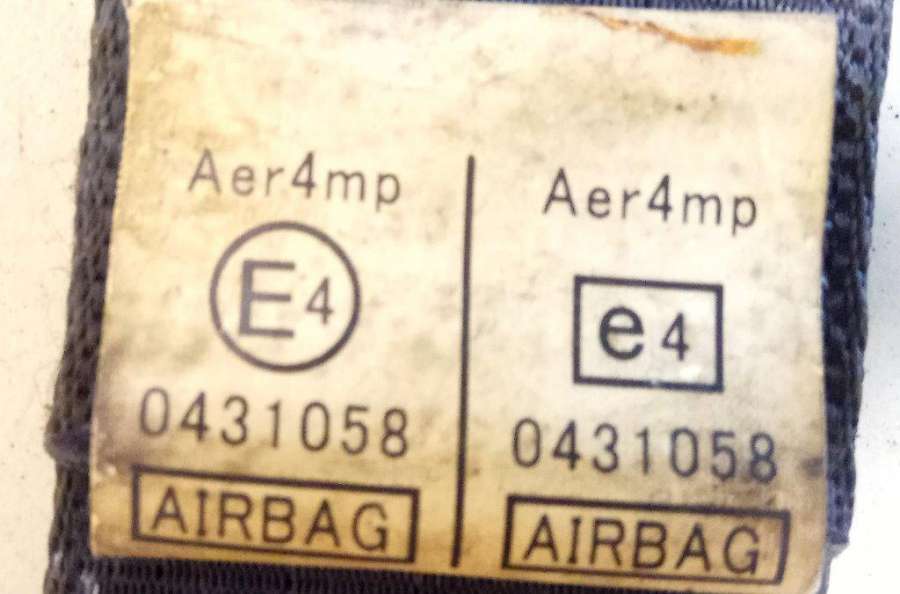 Aer4mp
E4
0431058
AIRBAG
Aer4mp
e4
0431058
AIRBAG